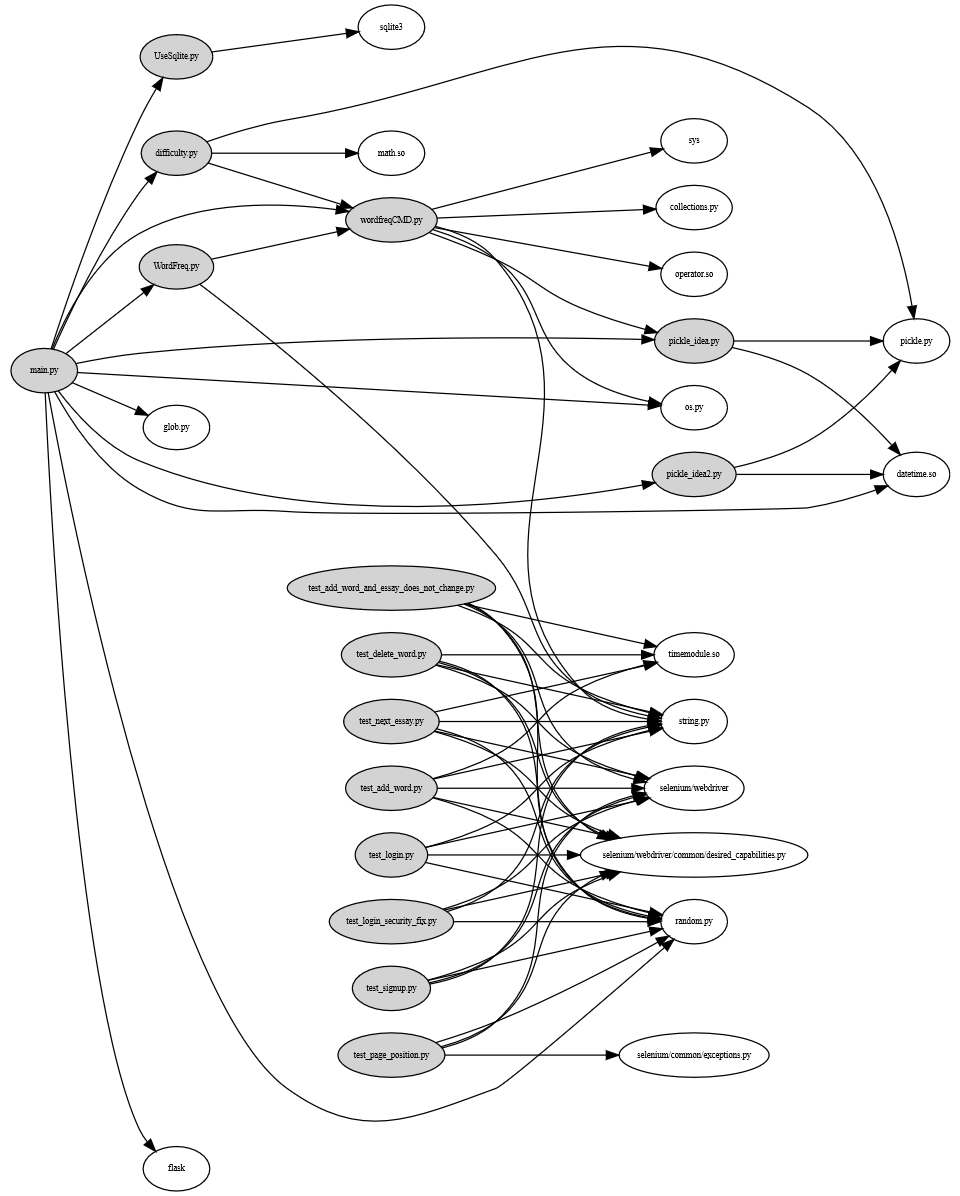 sqlite3
UseSqlite.py
sys
difficulty.py
math.so
collections.py
wordfreqCMD.py
WordFreq.py
operator.so
pickle_idea.py
pickle.py
main.py
os.py
glob.py
pickle_idea2.py
datetime.so
test_add_word_and_essay_does_not_change.py
test_delete_word.py
timemodule.so
test_next_essay.py
string.py
test_add_word.py
selenium/webdriver
test_login.py
selenium/webdriver/common/desired_capabilities.py
test_login_security_fix.py
random.py
test_signup.py
test_page_position.py
selenium/common/exceptions.py
flask